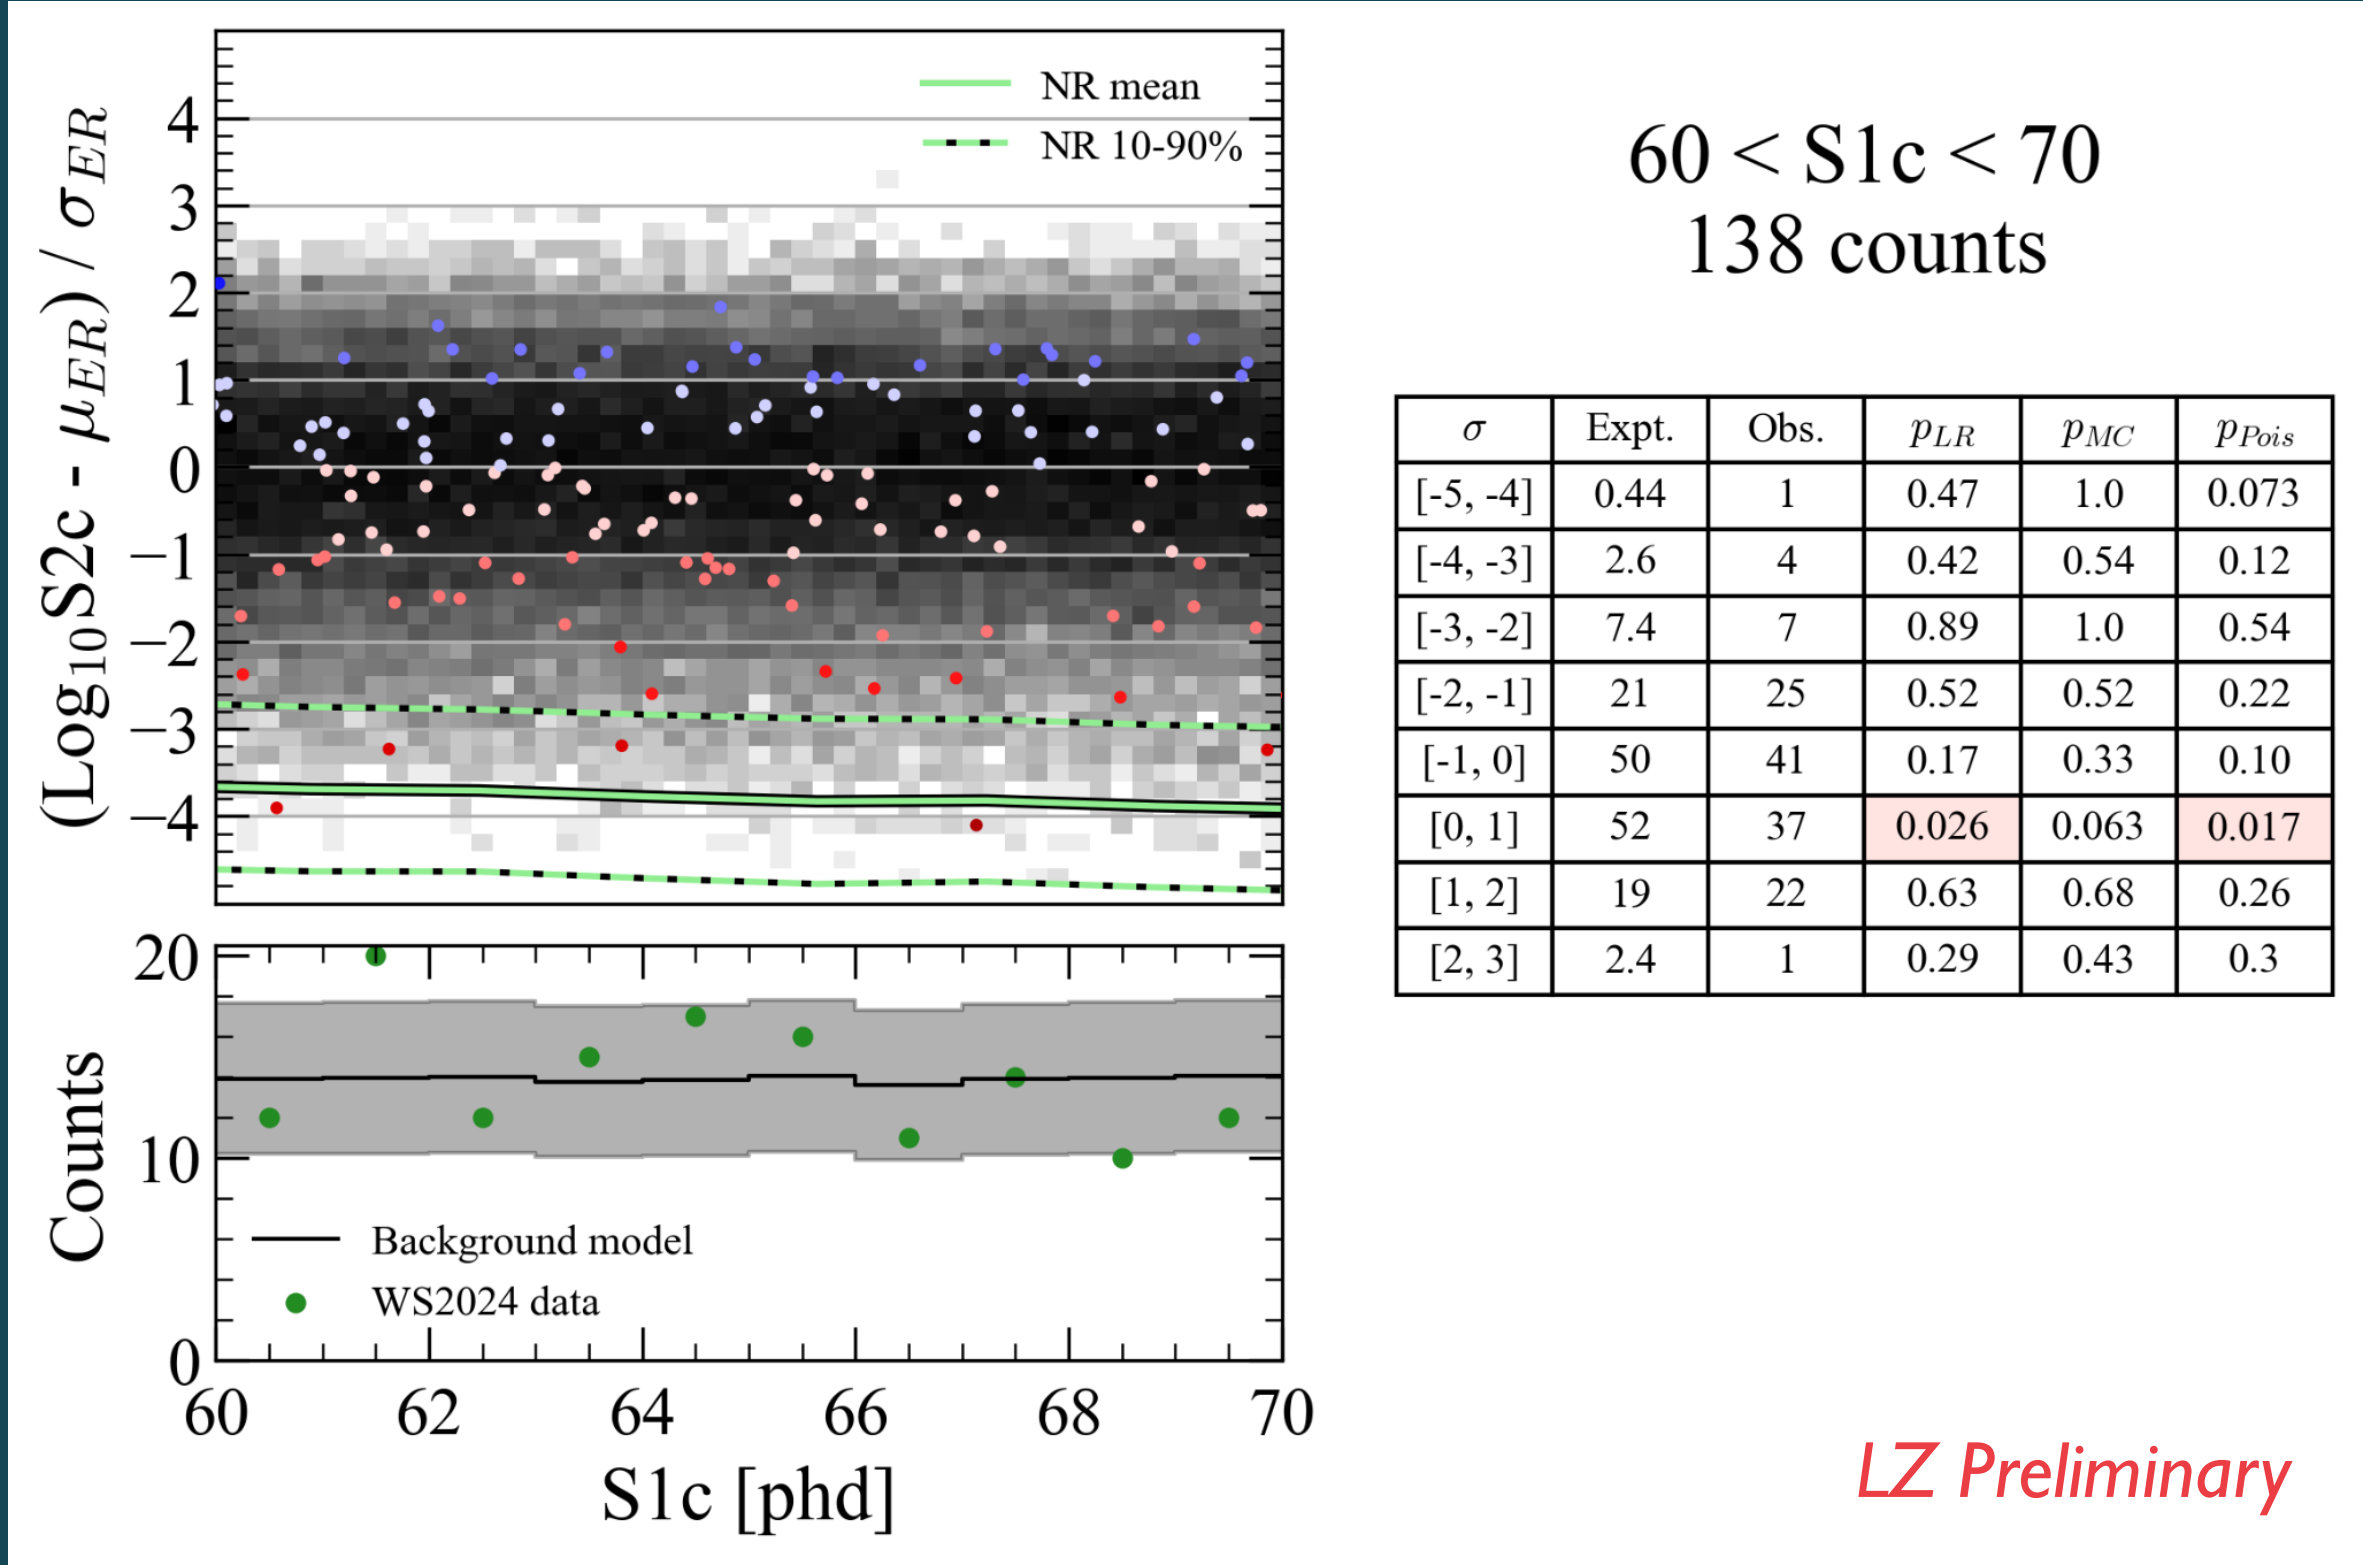 (Log10S2c - μER) / σER
4
3
2
1
0
−1
−2
−3
−4
NR mean
NR 10-90%
60 < S1c < 70
138 counts
σ Expt. Obs. pLR pMC pPois
[-5, -4] 0.44 1 0.47 1.0 0.073
[-4, -3] 2.6 4 0.42 0.54 0.12
[-3, -2] 7.4 7 0.89 1.0 0.54
[-2, -1] 21 25 0.52 0.52 0.22
[-1, 0] 50 41 0.17 0.33 0.10
[0, 1] 52 37 0.026 0.063 0.017
[1, 2] 19 22 0.63 0.68 0.26
[2, 3] 2.4 1 0.29 0.43 0.3
Counts
20
10
0
Background model
WS2024 data
60 62 64 66 68 70
S1c [phd]
LZ Preliminary